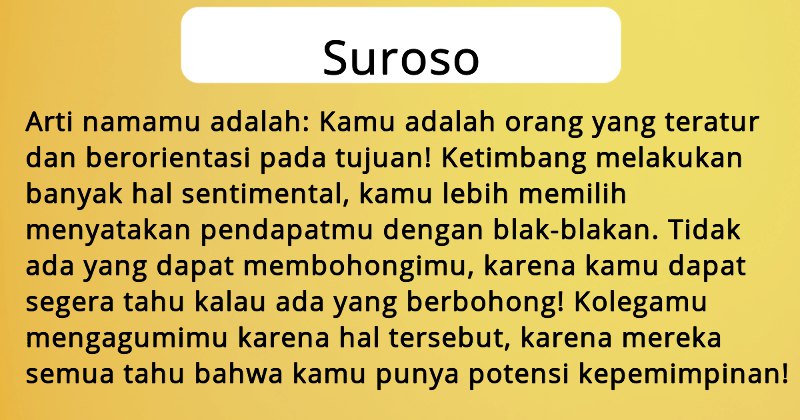 Suroso
Arti namamu adalah: Kamu adalah orang yang teratur
dan berorientasi pada tujuan! Ketimbang melakukan
banyak hal sentimental, kamu lebih memilih
menyatakan pendapatmu dengan blak-blakan. Tidak
ada yang dapat membohongimu, karena kamu dapat
segera tahu kalau ada yang berbohong! Kolegamu
mengagumimu karena hal tersebut, karena mereka
semua tahu bahwa kamu punya potensi kepemimpinan!